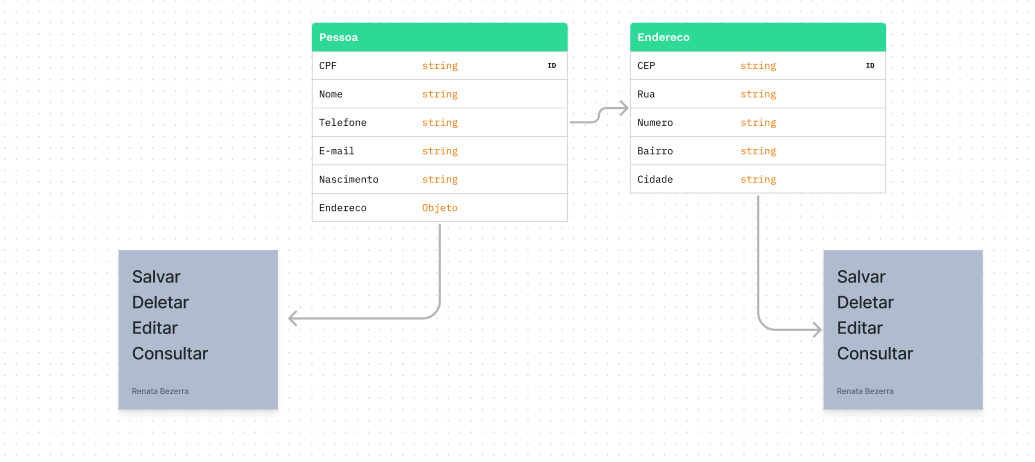 Pessoa
CPF string ID
Nome string
Telefone string
E-mail string
Nascimento string
Endereco Objeto
Endereco
CEP string ID
Rua string
Numero string
Bairro string
Cidade string
Salvar
Deletar
Editar
Consultar
Renata Bezerra
Salvar
Deletar
Editar
Consultar
Renata Bezerra